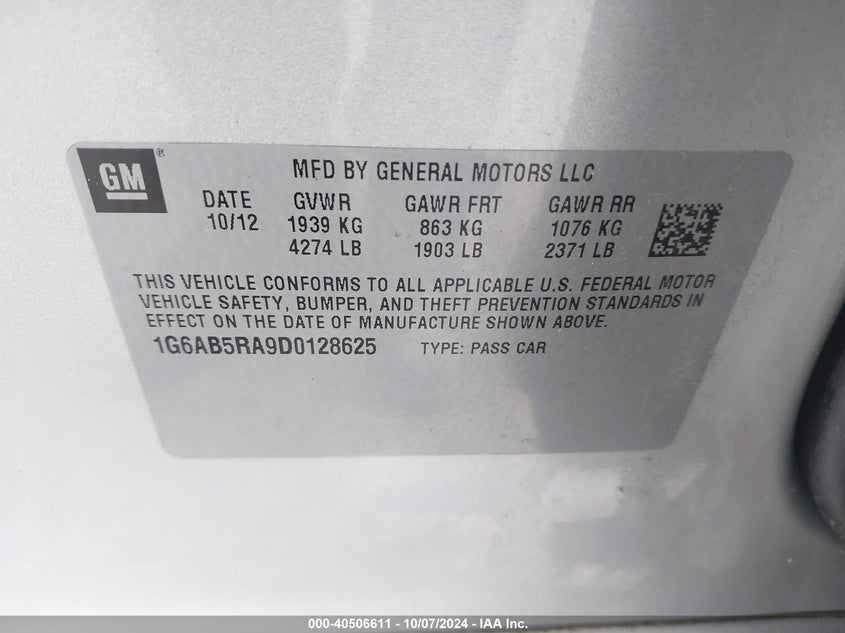 GM ® MFD BY GENERAL MOTORS LLC
DATE GVWR GAWR FRT GAWR RR
10/12 1939 KG 863 KG 1076 KG
4274 LB 1903 LB 2371 LB
THIS VEHICLE CONFORMS TO ALL APPLICABLE U.S. FEDERAL MOTOR
VEHICLE SAFETY, BUMPER, AND THEFT PREVENTION STANDARDS IN
EFFECT ON THE DATE OF MANUFACTURE SHOWN ABOVE.
1G6AB5RA9D0128625 TYPE: PASS CAR
000-40506611 - 10/07/2024 - IAA Inc.